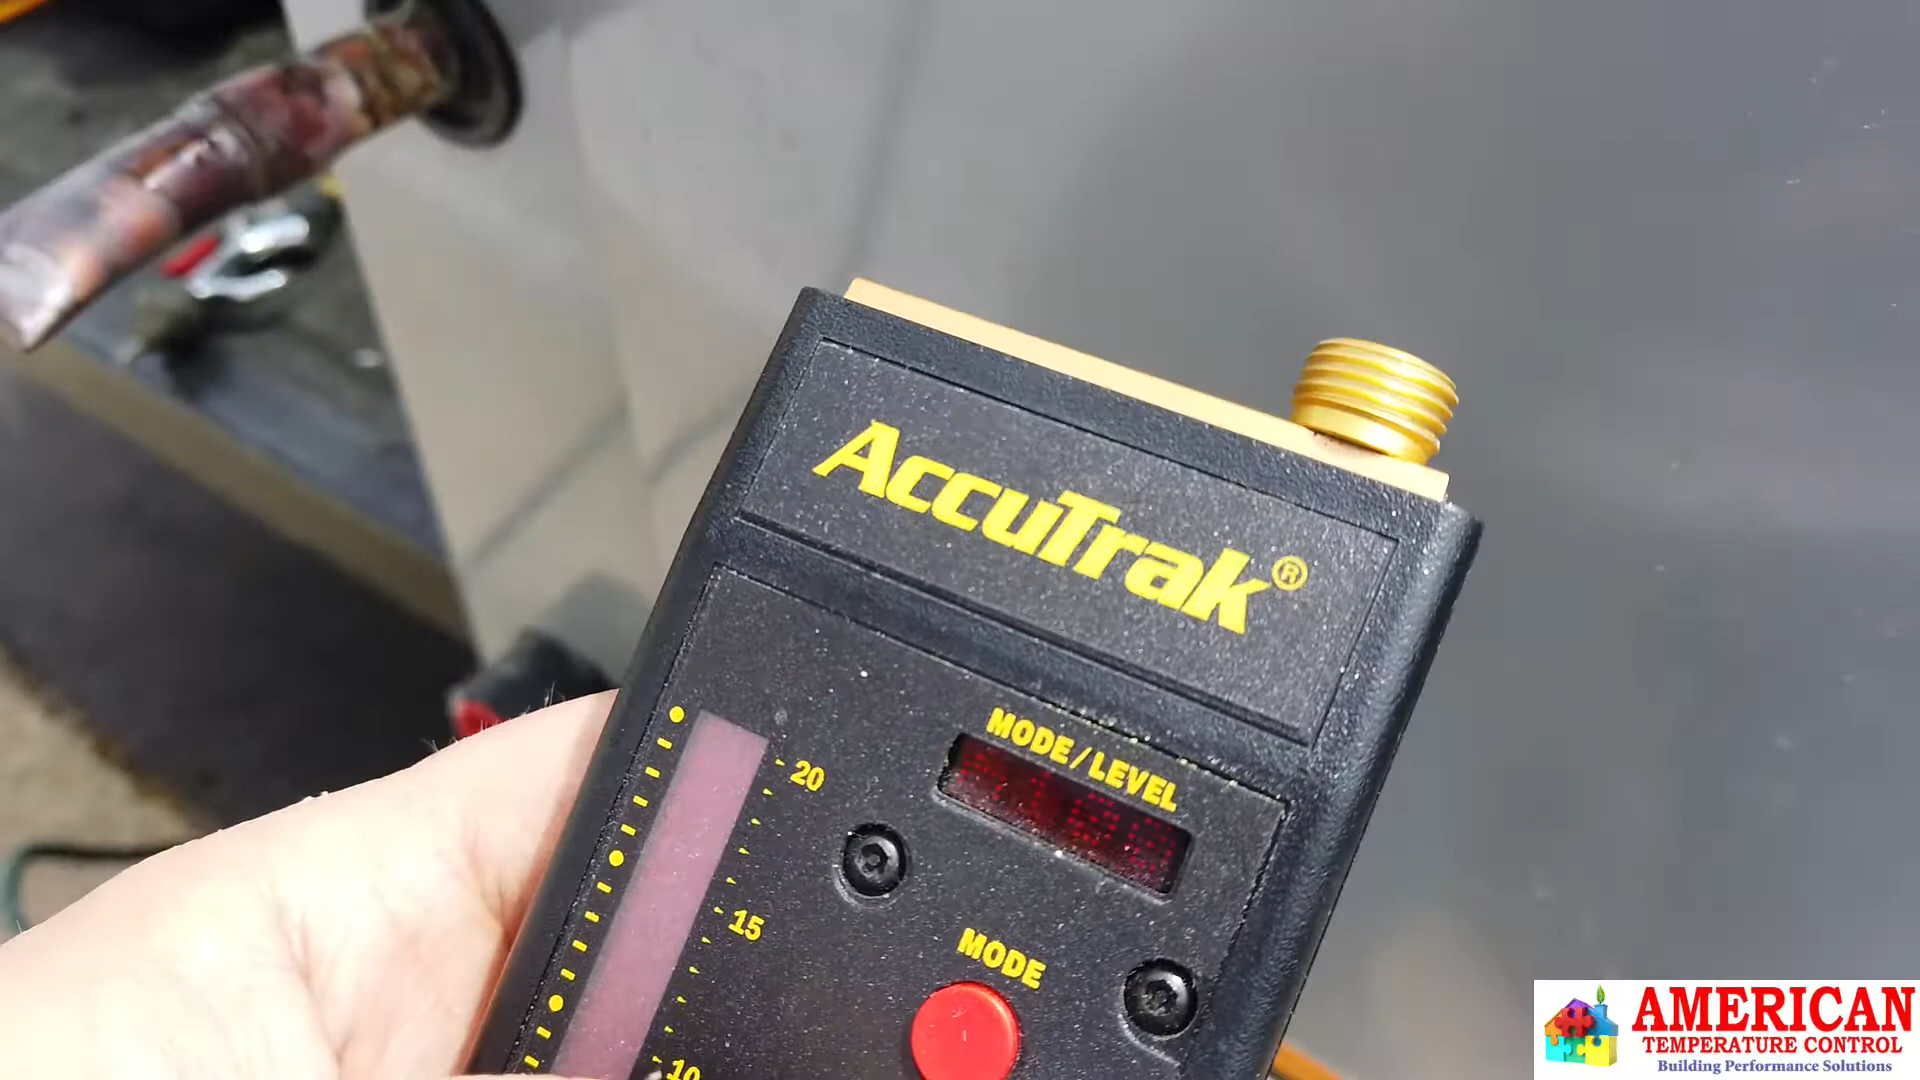 AccuTrak®
MODE/LEVEL
20
15
MODE
10
AMERICAN
TEMPERATURE CONTROL
Building Performance Solutions